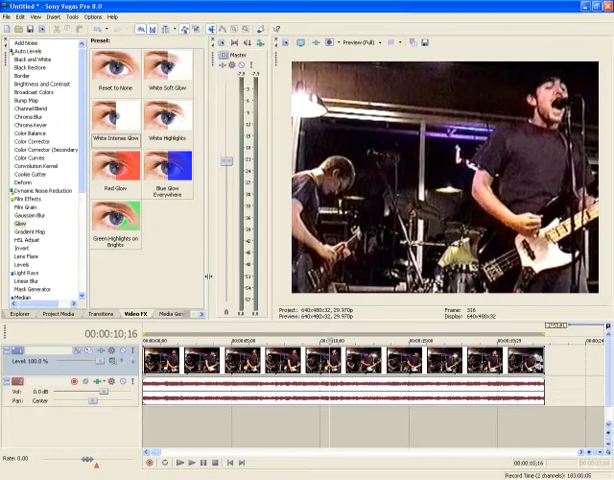 Untitled * - Sony Vegas Pro 8.0
File Edit View Insert Tools Options Help
Add Noise
Auto Levels
Black and White
Black Restore
Border
Brightness and Contrast
Broadcast Colors
Bump Map
Channel Blend
Chroma Blur
Chroma Keyer
Color Balance
Color Corrector
Color Corrector (Secondary
Color Curves
Convolution Kernel
Cookie Cutter
Deform
Dynamic Noise Reduction
Film Effects
Film Grain
Gaussian Blur
Glow
Gradient Map
HSL Adjust
Invert
Lens Flare
Light Rays
Linear Blur
Mask Generator
Median
Preset:
Reset to None
White Soft Glow
White Intense Glow
White Highlights
Red Glow
Blue Glow Everywhere
Green Highlights on Brights
Explorer Project Media Transitions Video FX Media Gen
Master
Preview (Full)
Project: 640x480x32, 29.970p
Preview: 640x480x32, 29.970p
Frame: 316
Display: 640x480x32
00:00:10;16
Level: 100.0 %
Vol: 0.0 dB
Pan: Center
Rate: 0.00
00:00:10;16
Record Time (2 channels): 183:00:05